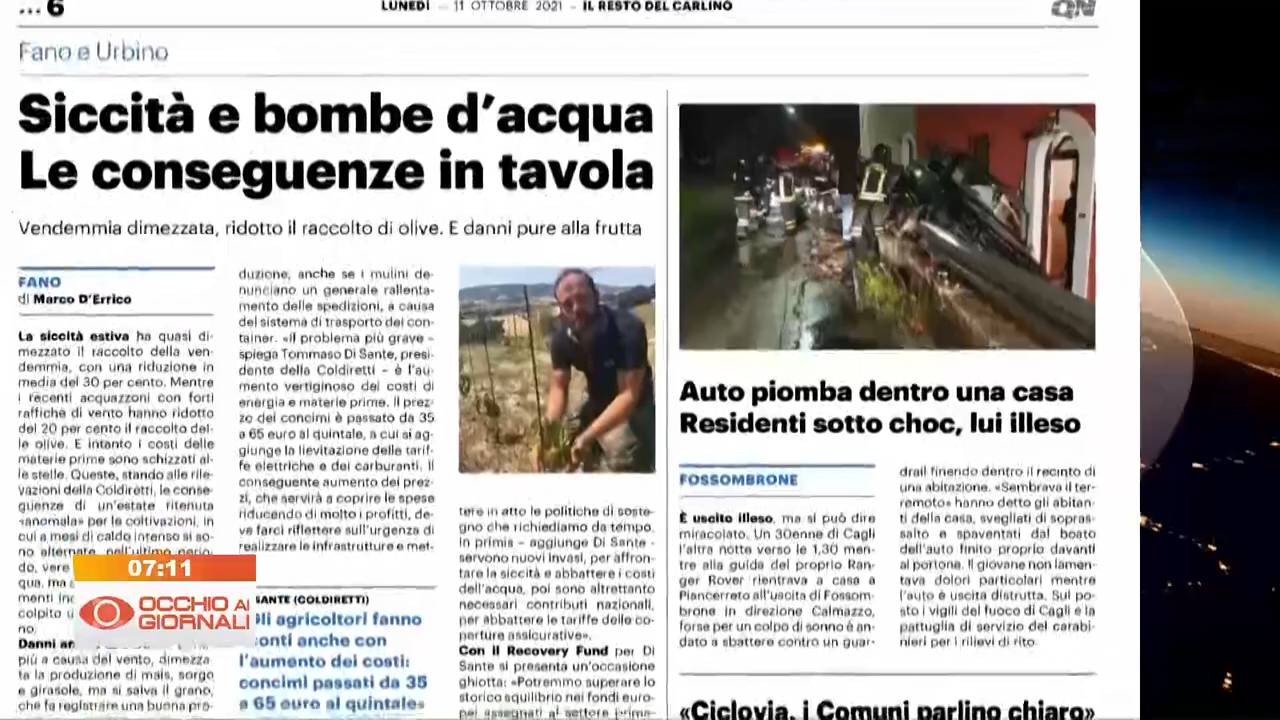 ... 6
LUNEDÌ — 11 OTTOBRE 2021 – IL RESTO DEL CARLINO
QN
Fano e Urbino
Siccità e bombe d'acqua
Le conseguenze in tavola
Vendemmia dimezzata, ridotto il raccolto di olive. E danni pure alla frutta
FANO
di Marco D'Errico
La siccità estiva ha quasi di-
mezzato il raccolto della ven-
demmia, con una riduzione in
media del 30 per cento. Mentre
i recenti acquazzoni con forti
raffiche di vento hanno ridotto
del 20 per cento il raccolto del-
le olive. E intanto i costi delle
materie prime sono schizzati al-
le stelle. Queste, stando alle rile-
vazioni della Coldiretti, le conse-
guenze di un'estate ritenuta
«anomala» per le coltivazioni, in
cui a mesi di caldo intenso si so-
no alternate, nell'ultimo perio-
do, vere
qua, ma
menti
colpito
no.
Danni
più a causa del vento, dimezza-
ta la produzione di mais, sorgo
e girasole, ma si salva il grano,
che fa registrare una buona pro-
duzione, anche se i mulini de-
nunciano un generale rallenta-
mento delle spedizioni, a causa
del sistema di trasporto dei con-
tainer. «Il problema più grave –
spiega Tommaso Di Sante, presi-
dente della Coldiretti – è l'au-
mento vertiginoso dei costi di
energia e materie prime. Il prez-
zo dei concimi è passato da 35
a 65 euro al quintale, a cui si ag-
giunge la lievitazione delle tarif-
fe elettriche e dei carburanti. Il
conseguente aumento dei prez-
zi, che servirà a coprire le spese
riducendo di molto i profitti, de-
ve farci riflettere sull'urgenza di
realizzare le infrastrutture e met-
SANTE (COLDIRETTI)
gli agricoltori fanno
conti anche con
l'aumento dei costi:
concimi passati da 35
a 65 euro al quintale»
tere in atto le politiche di soste-
gno che richiediamo da tempo.
In primis – aggiunge Di Sante -
servono nuovi invasi, per affron-
tare la siccità e abbattere i costi
dell'acqua, poi sono altrettanto
necessari contributi nazionali,
per abbattere le tariffe delle co-
perture assicurative».
Con il Recovery Fund per Di
Sante si presenta un'occasione
ghiotta: «Potremmo superare lo
storico squilibrio nei fondi euro-
pei assegnati al settore prima-
Auto piomba dentro una casa
Residenti sotto choc, lui illeso
FOSSOMBRONE
È uscito illeso, ma si può dire
miracolato. Un 30enne di Cagli
l'altra notte verso le 1,30 men-
tre alla guida del proprio Ran-
ger Rover rientrava a casa a
Piancerreto all'uscita di Fossom-
brone in direzione Calmazzo,
forse per un colpo di sonno è an-
dato a sbattere contro un guar-
drail finendo dentro il recinto di
una abitazione. «Sembrava il ter-
remoto» hanno detto gli abitan-
ti della casa, svegliati di sopras-
salto e spaventati dal boato
dell'auto finito proprio davanti
al portone. Il giovane non lamen-
tava dolori particolari mentre
l'auto è uscita distrutta. Sul po-
sto i vigili del fuoco di Cagli e la
pattuglia di servizio dei carabi-
nieri per i rilievi di rito.
«Ciclovia, i Comuni parlino chiaro»
07:11
OCCHIO AI
GIORNALI